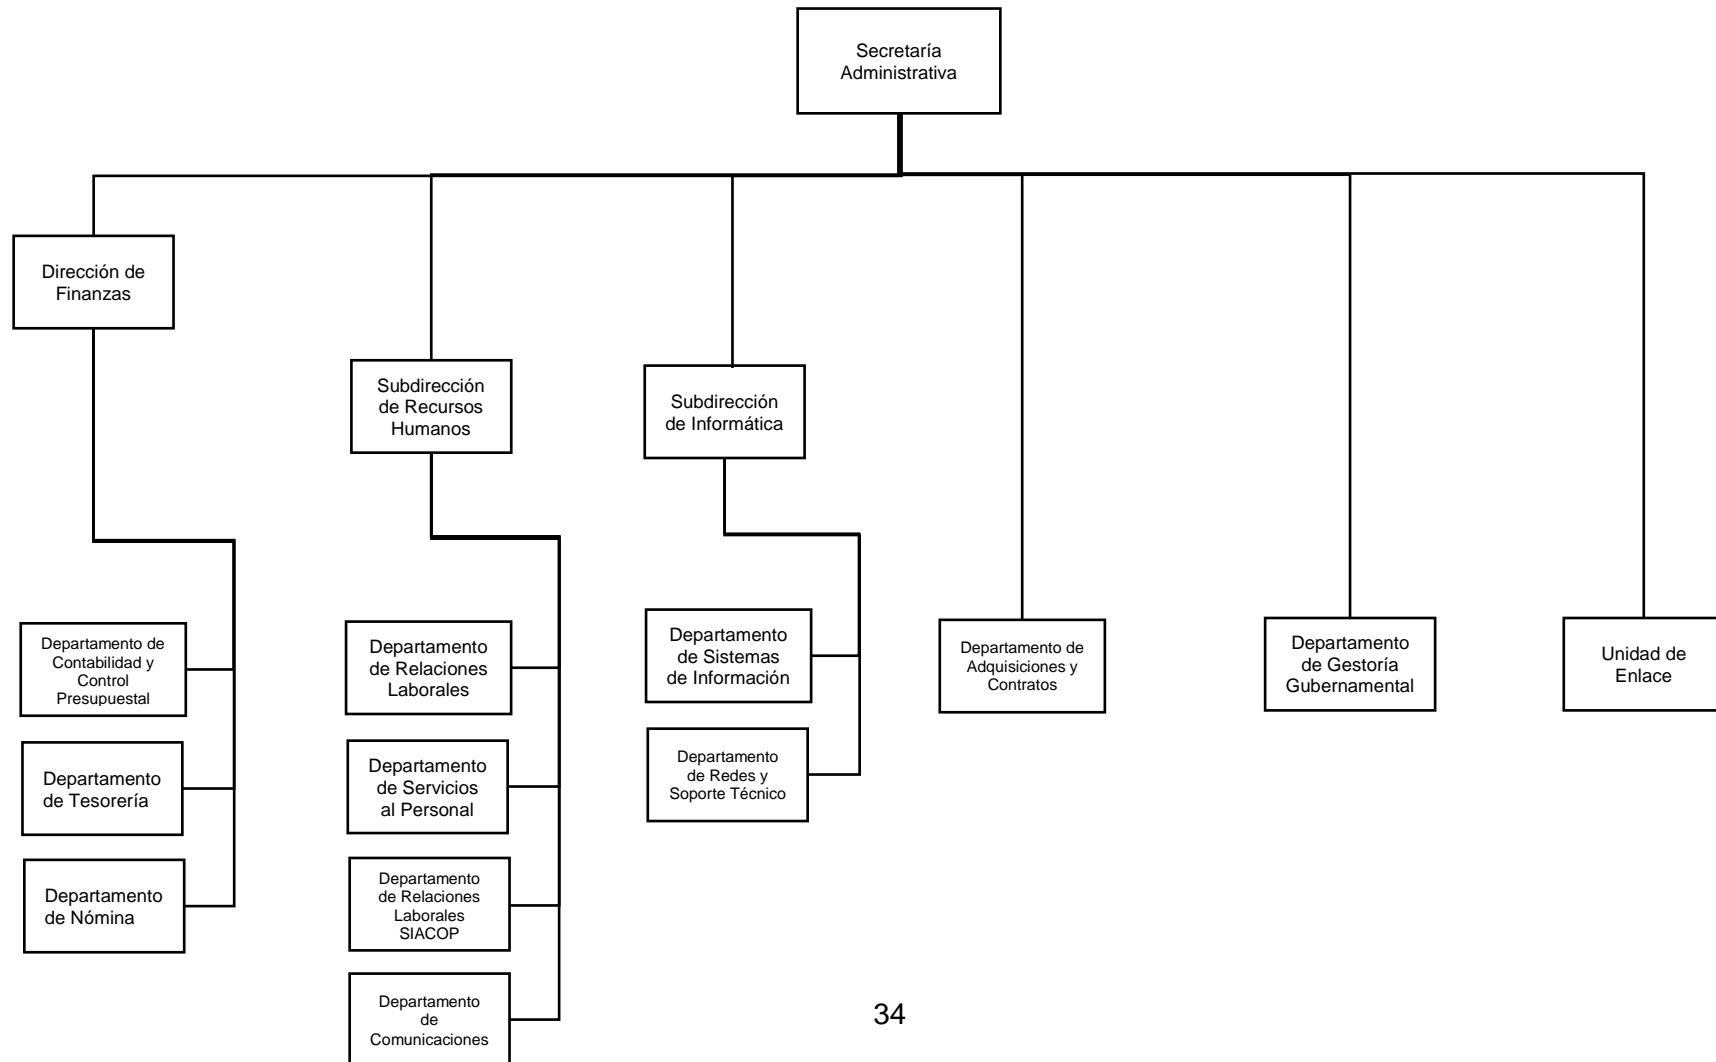 Secretaría
Administrativa
Dirección de
Finanzas
Subdirección
de Recursos
Humanos
Subdirección
de Informática
Departamento de
Contabilidad y
Control
Presupuestal
Departamento
de Relaciones
Laborales
Departamento
de Sistemas
de Información
Departamento de
Adquisiciones y
Contratos
Departamento
de Gestoría
Gubernamental
Unidad de
Enlace
Departamento
de Tesorería
Departamento
de Servicios
al Personal
Departamento
de Redes y
Soporte Técnico
Departamento
de Nómina
Departamento
de Relaciones
Laborales
SIACOP
Departamento
de
Comunicaciones
34